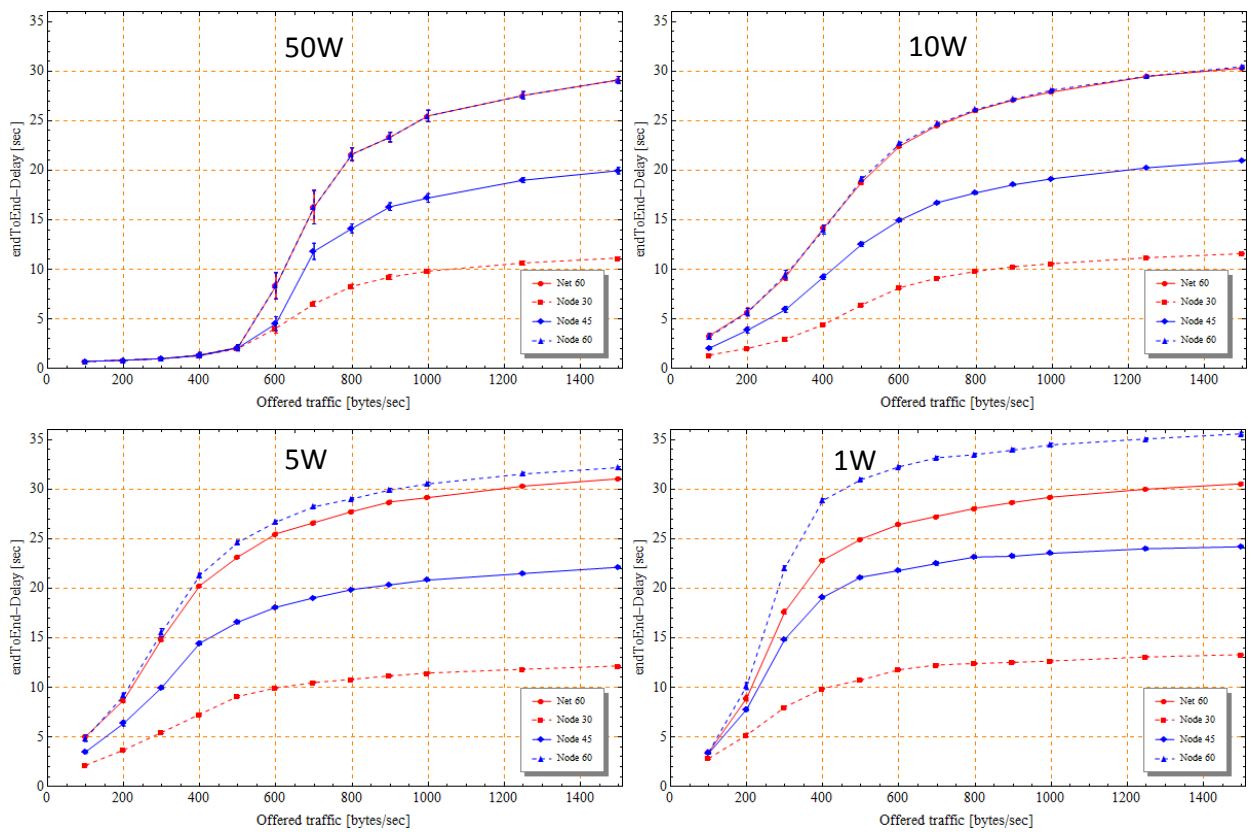 50W
endToEnd–Delay [sec]
35
30
25
20
15
10
5
0
0 200 400 600 800 1000 1200 1400
Offered traffic [bytes/sec]
Net 60
Node 30
Node 45
Node 60
10W
endToEnd–Delay [sec]
35
30
25
20
15
10
5
0
0 200 400 600 800 1000 1200 1400
Offered traffic [bytes/sec]
Net 60
Node 30
Node 45
Node 60
5W
endToEnd–Delay [sec]
35
30
25
20
15
10
5
0
0 200 400 600 800 1000 1200 1400
Offered traffic [bytes/sec]
Net 60
Node 30
Node 45
Node 60
1W
endToEnd–Delay [sec]
35
30
25
20
15
10
5
0
0 200 400 600 800 1000 1200 1400
Offered traffic [bytes/sec]
Net 60
Node 30
Node 45
Node 60